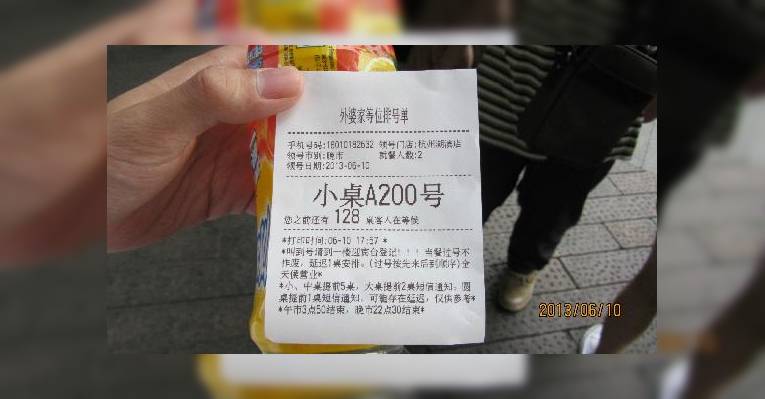 外婆家等位排号单
手机号码:18010182632 领号门店:杭州湖滨店
领号市别:晚市 就餐人数:2
领号日期:2013-06-10
小桌A200号
您之前还有 128 桌客人在等候
*打印时间:06-10 17:57 *
*叫到号请到一楼迎宾台登记!!! 当餐过号不
作废, 延迟1桌安排。(过号按先来后到顺序)全
天候营业*
*小、中桌提前5桌, 大桌提前2桌短信通知, 圆
桌提前1桌短信通知, 可能存在延迟, 仅供参考*
*午市3点50结束, 晚市22点30结束*
2013/06/10